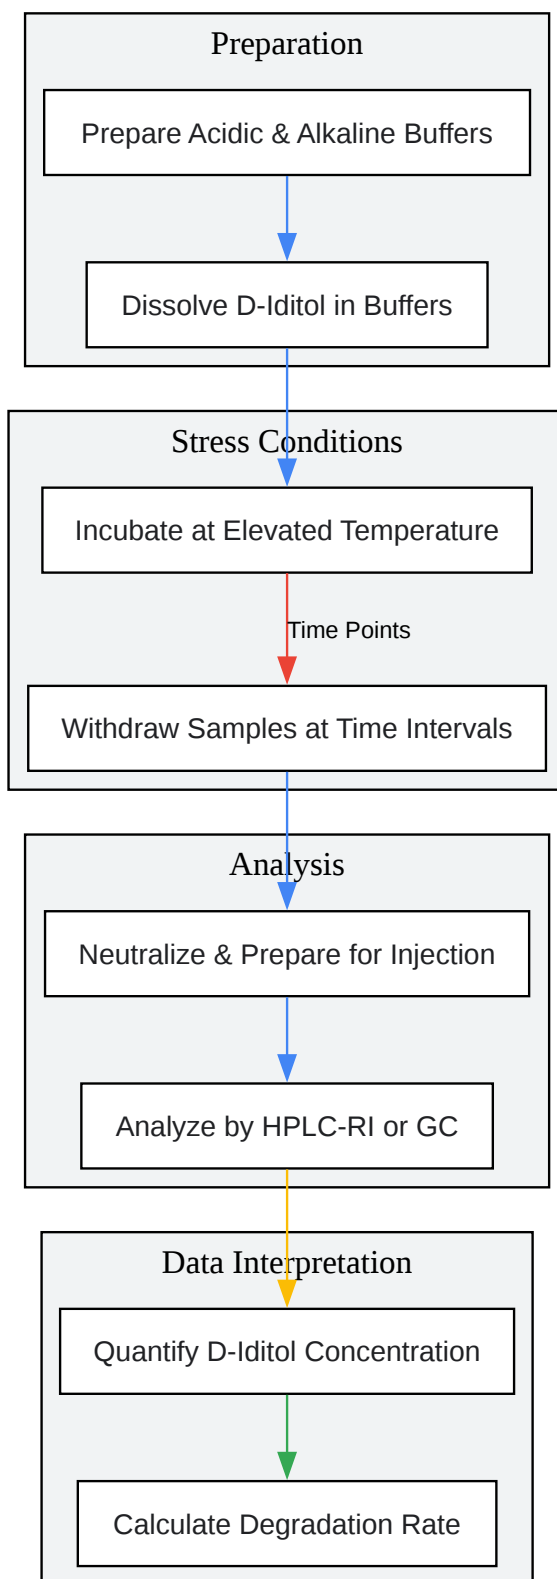 Preparation
Prepare Acidic & Alkaline Buffers
Dissolve D-Iditol in Buffers
Stress Conditions
Incubate at Elevated Temperature
Time Points
Withdraw Samples at Time Intervals
Analysis
Neutralize & Prepare for Injection
Analyze by HPLC-RI or GC
Data Interpretation
Quantify D-Iditol Concentration
Calculate Degradation Rate